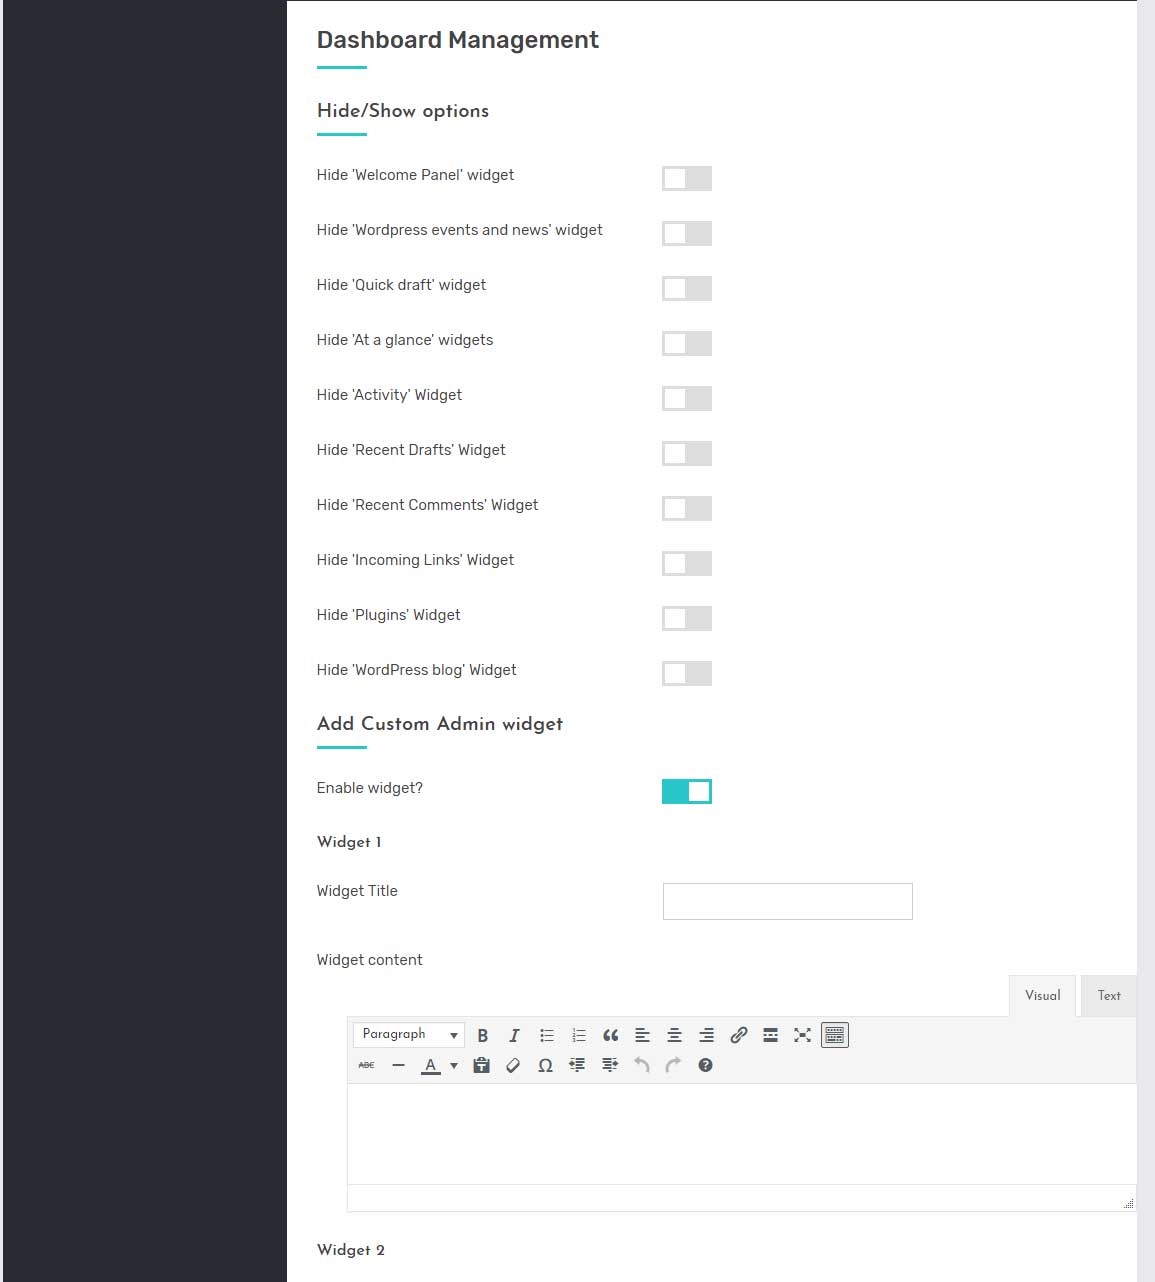 Dashboard Management
Hide/Show options
Hide 'Welcome Panel' widget
Hide 'Wordpress events and news' widget
Hide 'Quick draft' widget
Hide 'At a glance' widgets
Hide 'Activity' Widget
Hide 'Recent Drafts' Widget
Hide 'Recent Comments' Widget
Hide 'Incoming Links' Widget
Hide 'Plugins' Widget
Hide 'WordPress blog' Widget
Add Custom Admin widget
Enable widget?
Widget 1
Widget Title
Widget content
Visual Text
Paragraph B I
ABC A T Ω ?
Widget 2